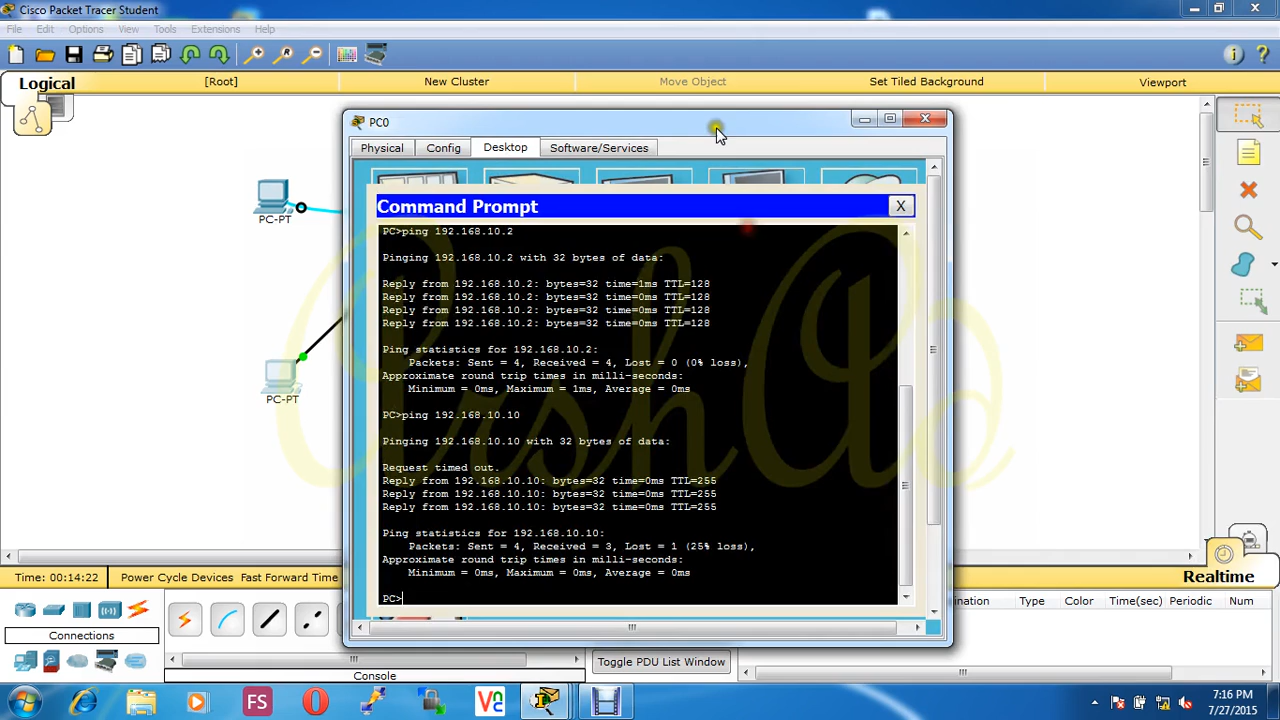 Cisco Packet Tracer Student
File Edit Options View Tools Extensions Help
Logical [Root] New Cluster Move Object Set Tiled Background Viewport
PC0
Physical Config Desktop Software/Services
Command Prompt X
PC>ping 192.168.10.2
Pinging 192.168.10.2 with 32 bytes of data:
Reply from 192.168.10.2: bytes=32 time=1ms TTL=128
Reply from 192.168.10.2: bytes=32 time=0ms TTL=128
Reply from 192.168.10.2: bytes=32 time=0ms TTL=128
Reply from 192.168.10.2: bytes=32 time=0ms TTL=128
Ping statistics for 192.168.10.2:
Packets: Sent = 4, Received = 4, Lost = 0 (0% loss),
Approximate round trip times in milli-seconds:
Minimum = 0ms, Maximum = 1ms, Average = 0ms
PC>ping 192.168.10.10
Pinging 192.168.10.10 with 32 bytes of data:
Request timed out.
Reply from 192.168.10.10: bytes=32 time=0ms TTL=255
Reply from 192.168.10.10: bytes=32 time=0ms TTL=255
Reply from 192.168.10.10: bytes=32 time=0ms TTL=255
Ping statistics for 192.168.10.10:
Packets: Sent = 4, Received = 3, Lost = 1 (25% loss),
Approximate round trip times in milli-seconds:
Minimum = 0ms, Maximum = 0ms, Average = 0ms
PC>
PC-PT
PC-PT
Time: 00:14:22 Power Cycle Devices Fast Forward Time
Realtime
Connections
ination Type Color Time(sec) Periodic Num
Toggle PDU List Window
Console
FS
7:16 PM
7/27/2015